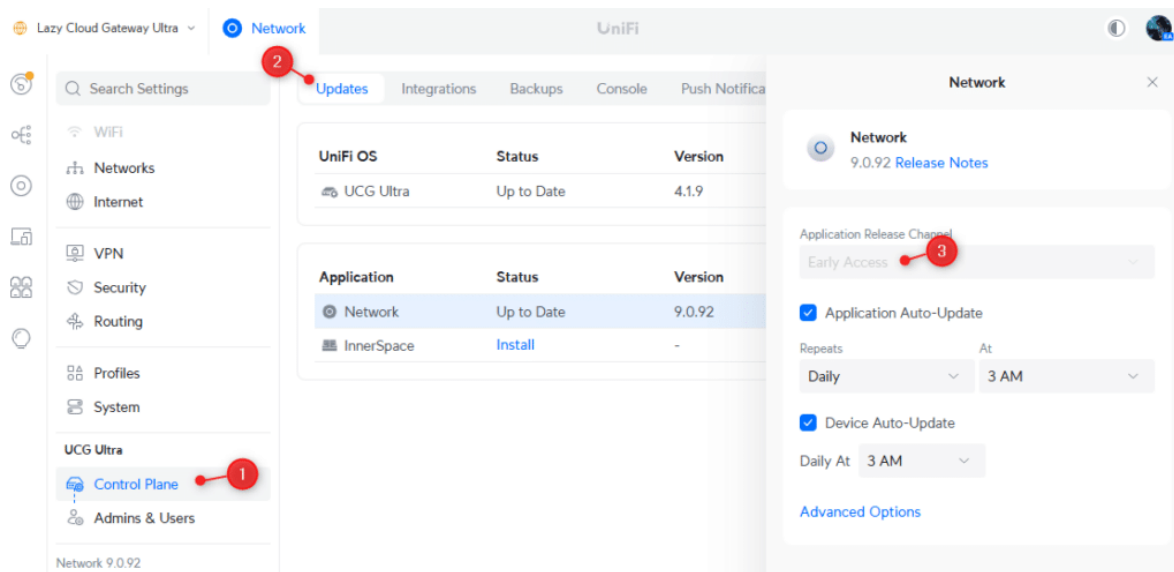 Lazy Cloud Gateway Ultra
Network
UniFi
EA
2
Search Settings
WiFi
Networks
Internet
VPN
Security
Routing
Profiles
System
UCG Ultra
Control Plane
1
Admins & Users
Network 9.0.92
Updates Integrations Backups Console Push Notifica
UniFi OS Status Version
UCG Ultra Up to Date 4.1.9
Application Status Version
Network Up to Date 9.0.92
InnerSpace Install -
Network
Network
9.0.92 Release Notes
Application Release Channel
Early Access
3
Application Auto-Update
Repeats At
Daily 3 AM
Device Auto-Update
Daily At 3 AM
Advanced Options